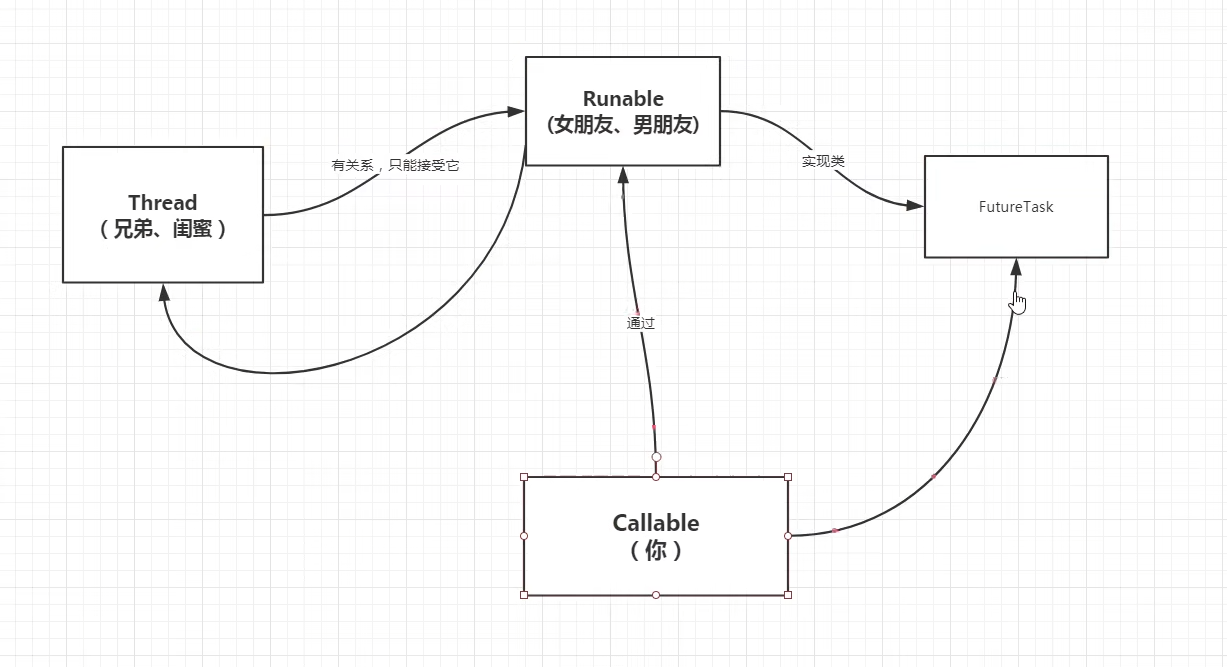 Runable
(女朋友、男朋友)
有关系，只能接受它
实现类
Thread
（兄弟、闺蜜）
FutureTask
通过
Callable
（你）